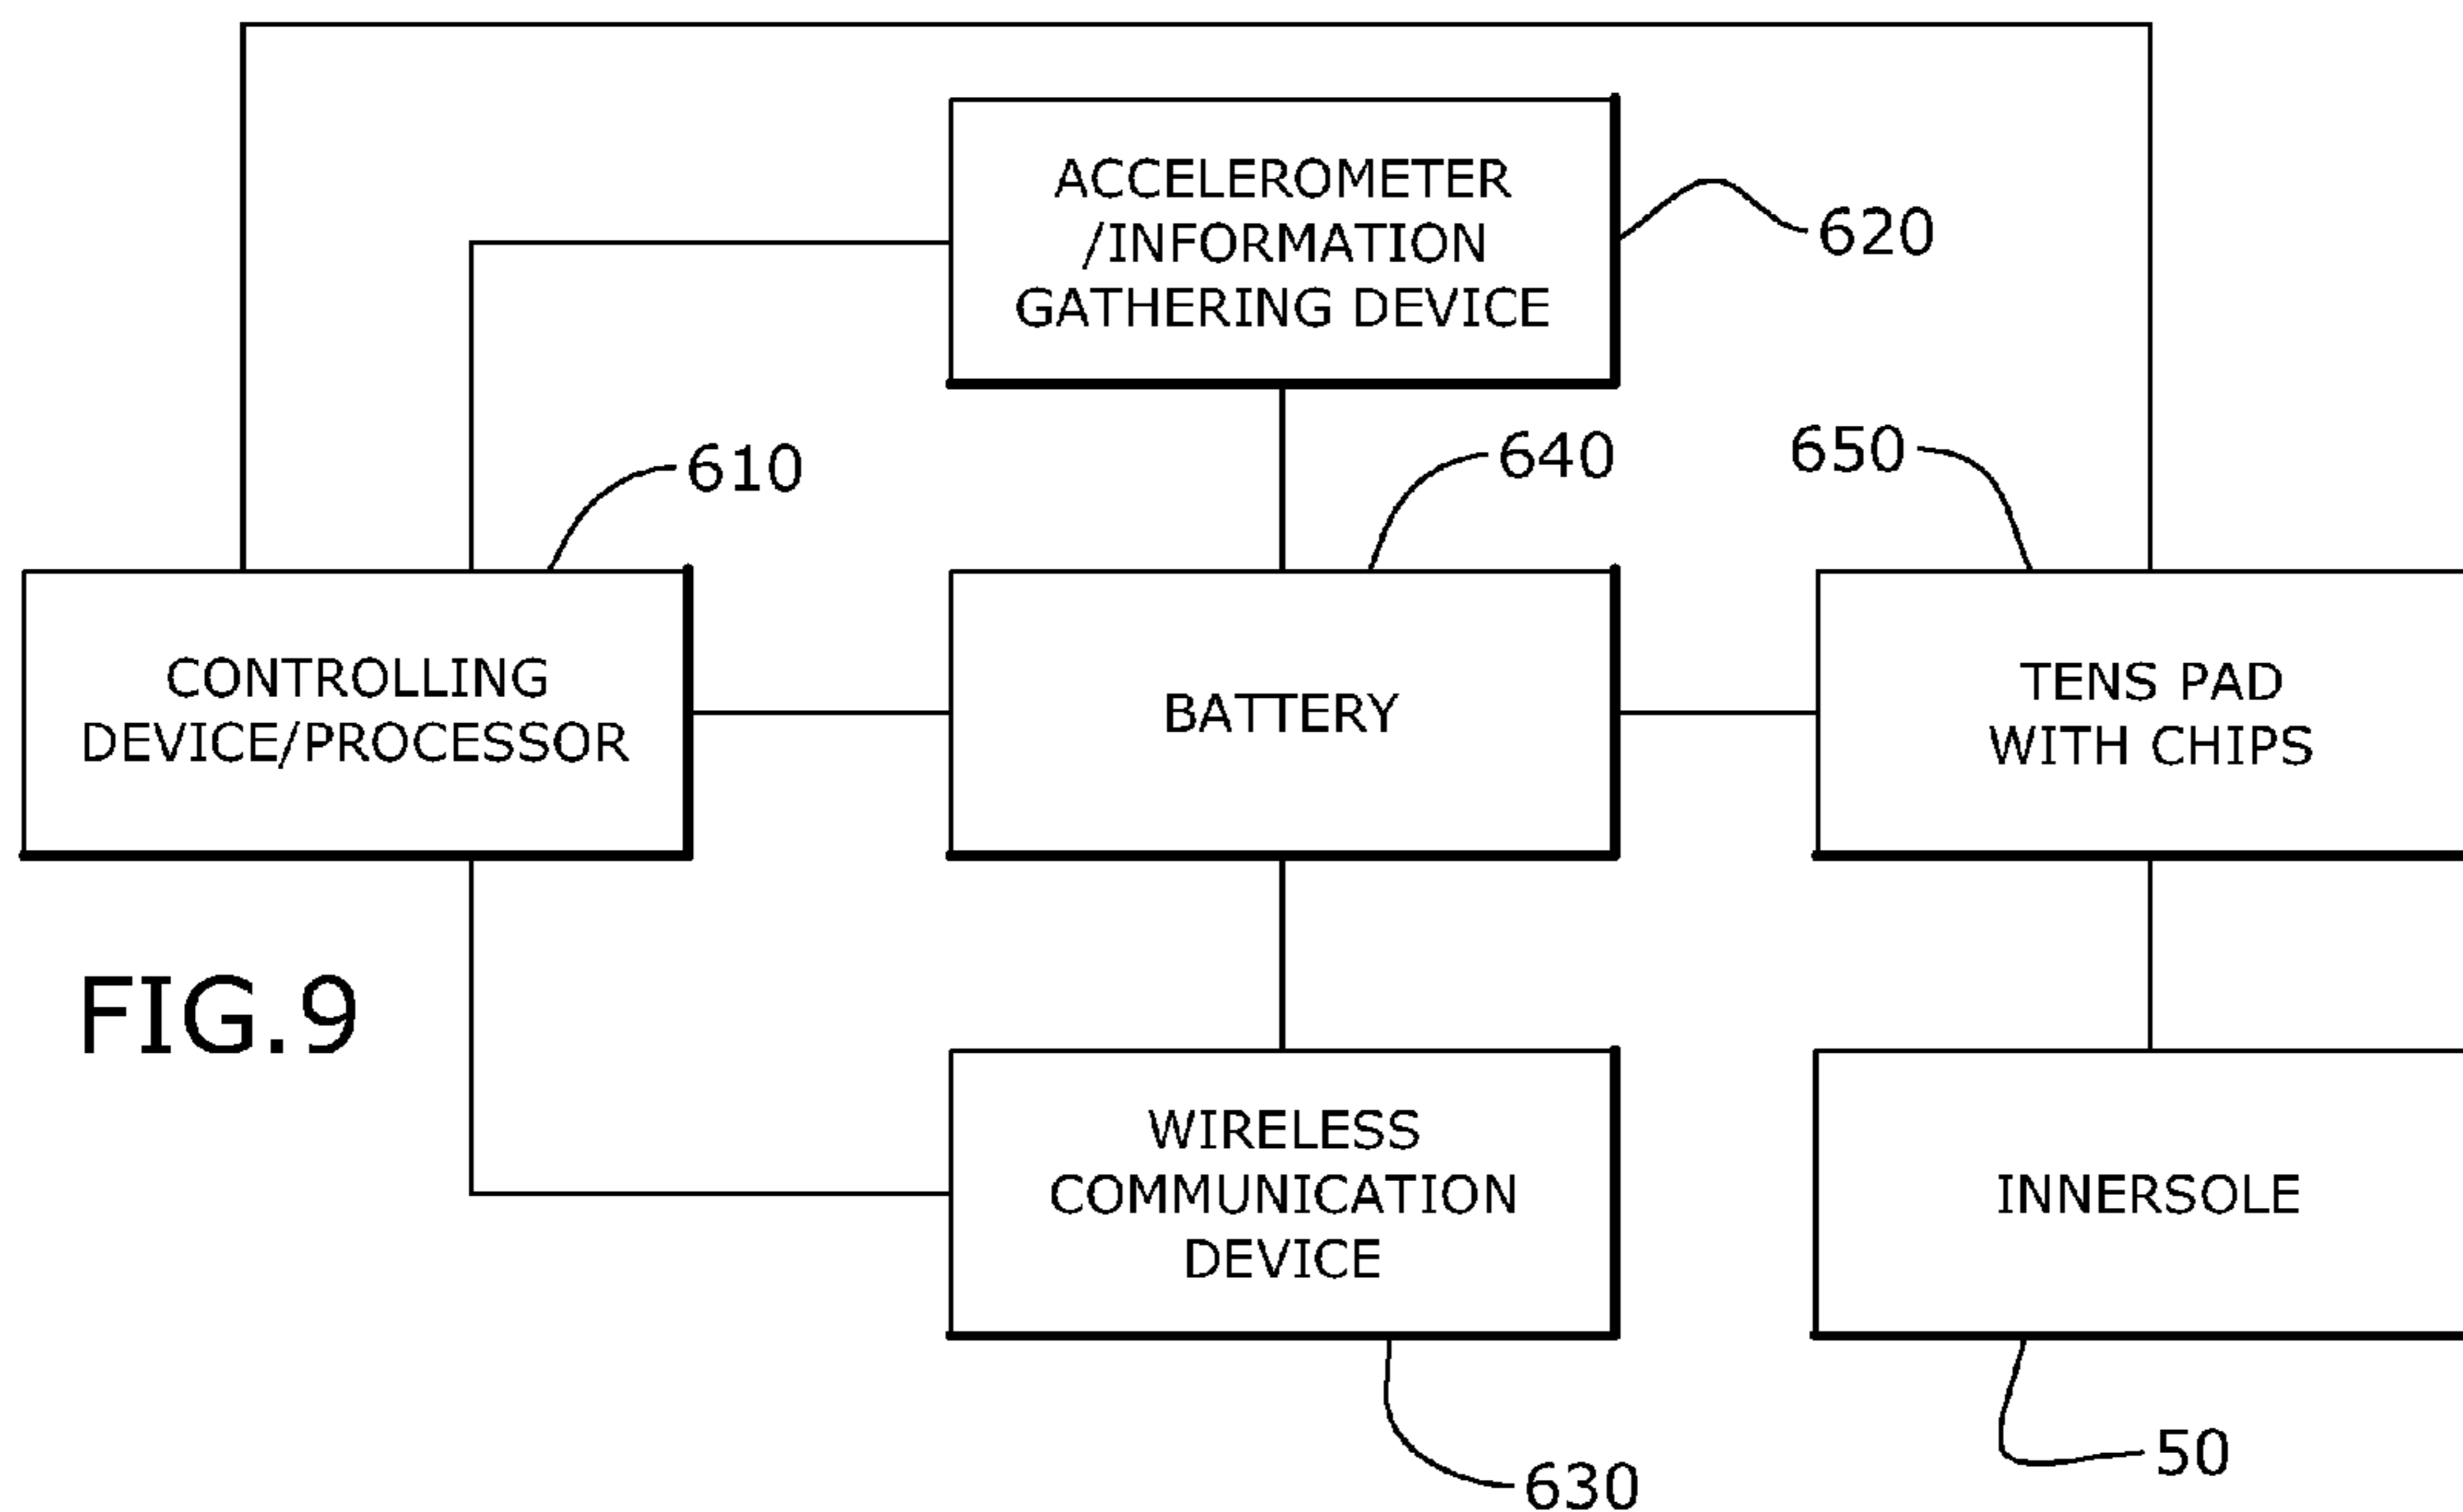 ACCELEROMETER
/INFORMATION
GATHERING DEVICE
620
610
640
650
CONTROLLING
DEVICE/PROCESSOR
BATTERY
TENS PAD
WITH CHIPS
FIG.9
WIRELESS
COMMUNICATION
DEVICE
INNERSOLE
630
50